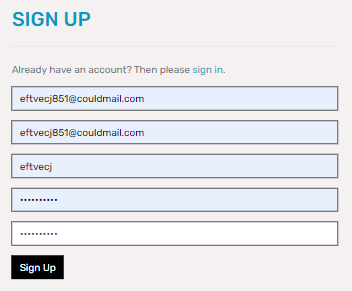 SIGN UP
Already have an account? Then please sign in.
eftvecj851@couldmail.com
eftvecj851@couldmail.com
eftvecj
••••••••••
••••••••••
Sign Up